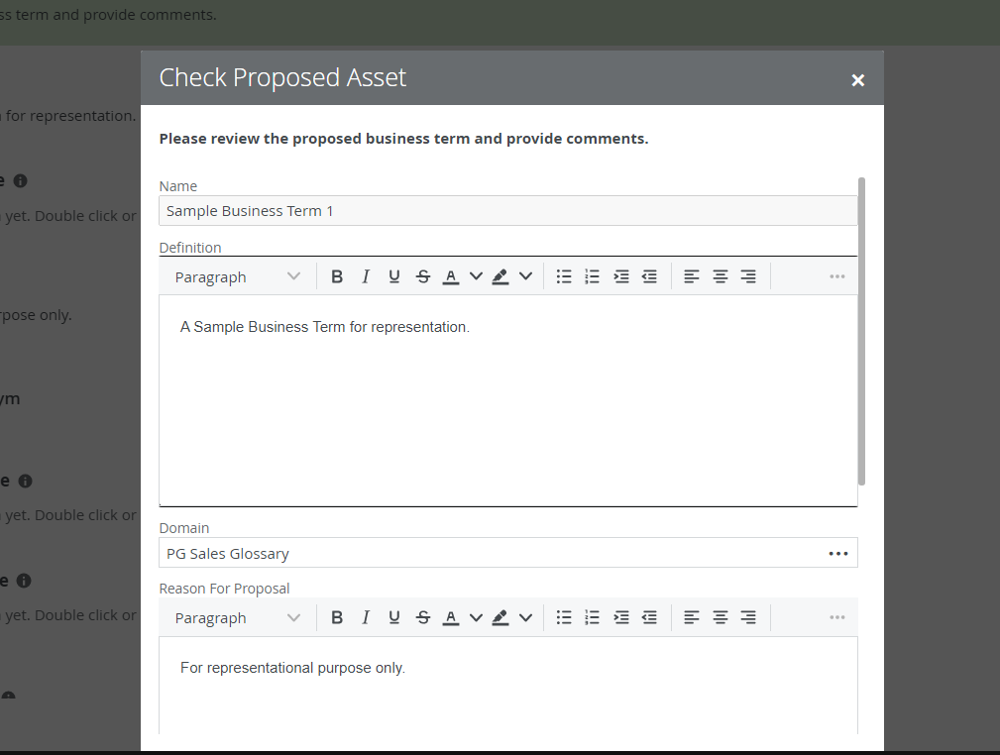 ss term and provide comments.
Check Proposed Asset
for representation.
Please review the proposed business term and provide comments.
e
Name
yet. Double click or
Sample Business Term 1
Definition
Paragraph
B I U S A
rpose only.
A Sample Business Term for representation.
ym
e
yet. Double click or
Domain
PG Sales Glossary
e
Reason For Proposal
yet. Double click or
Paragraph
B I U S A
For representational purpose only.